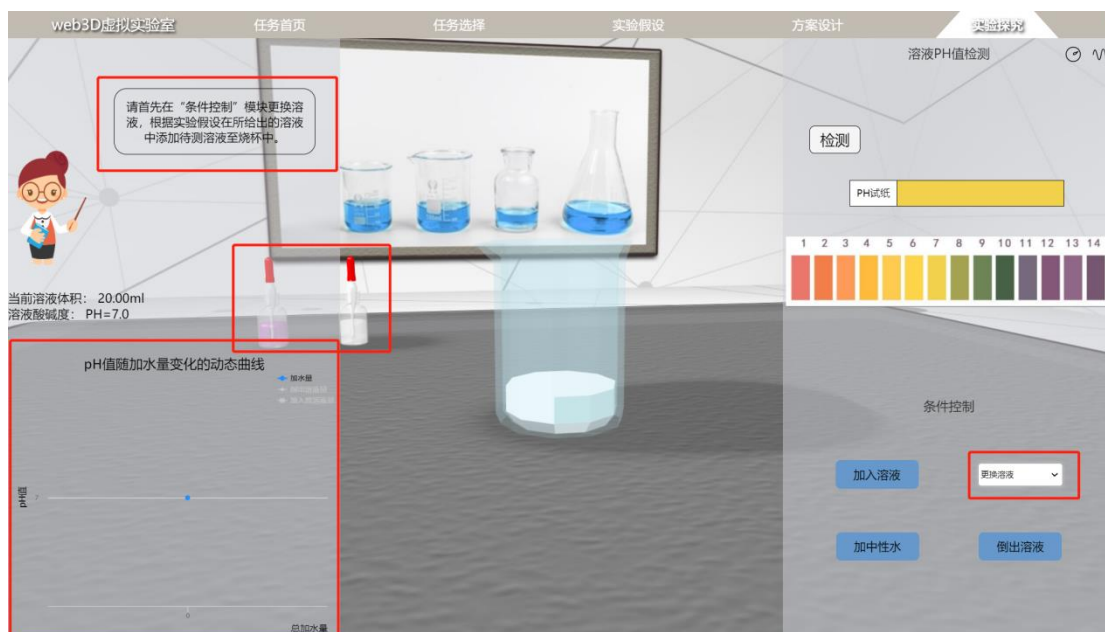 web3D虚拟实验室 任务首页 任务选择 实验假设 方案设计 实验探究
溶液PH值检测
请首先在“条件控制”模块更换溶
液，根据实验假设在所给出的溶液
中添加待测溶液至烧杯中。
检测
PH试纸
1 2 3 4 5 6 7 8 9 10 11 12 13 14
当前溶液体积： 20.00ml
溶液酸碱度： PH=7.0
pH值随加水量变化的动态曲线
加水量
pH值
7
0
总加水量
条件控制
加入溶液
更换溶液
加中性水
倒出溶液